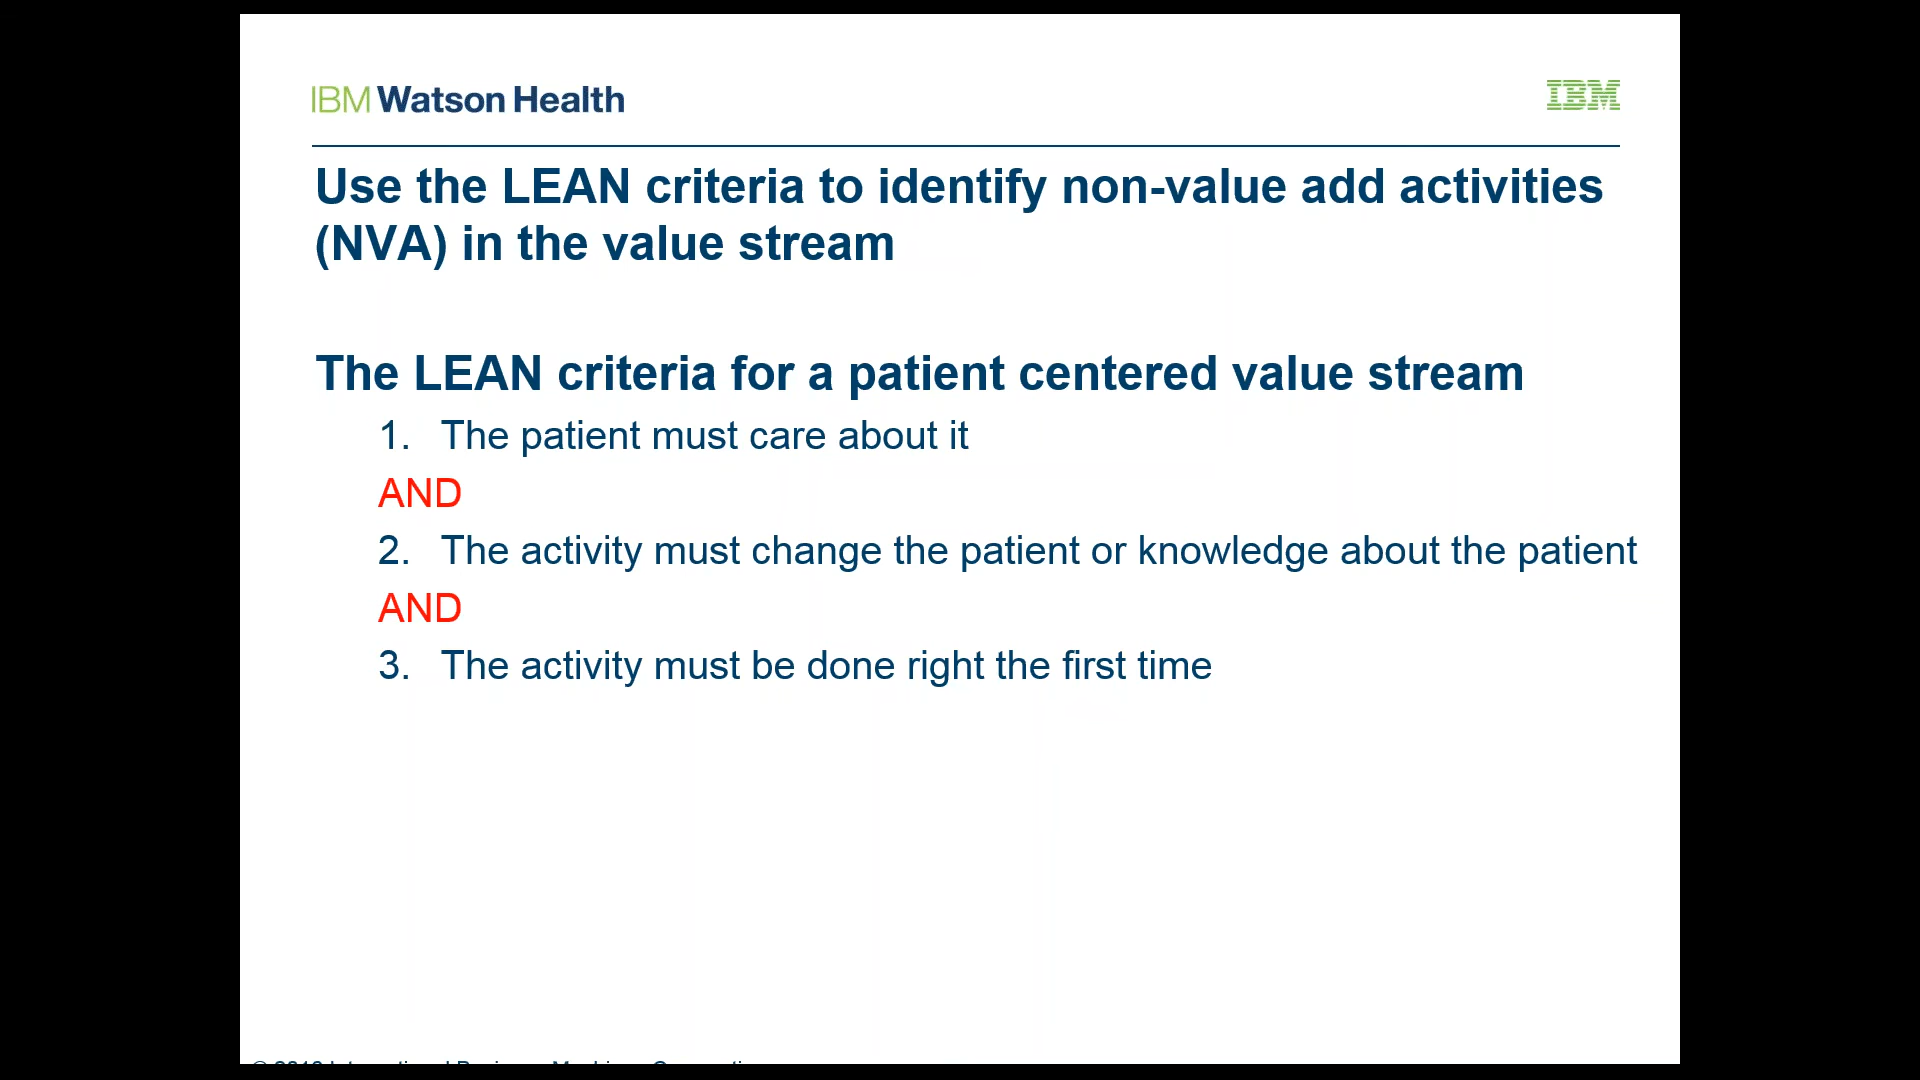 IBM Watson Health
IBM
Use the LEAN criteria to identify non-value add activities
(NVA) in the value stream
The LEAN criteria for a patient centered value stream
1. The patient must care about it
AND
2. The activity must change the patient or knowledge about the patient
AND
3. The activity must be done right the first time